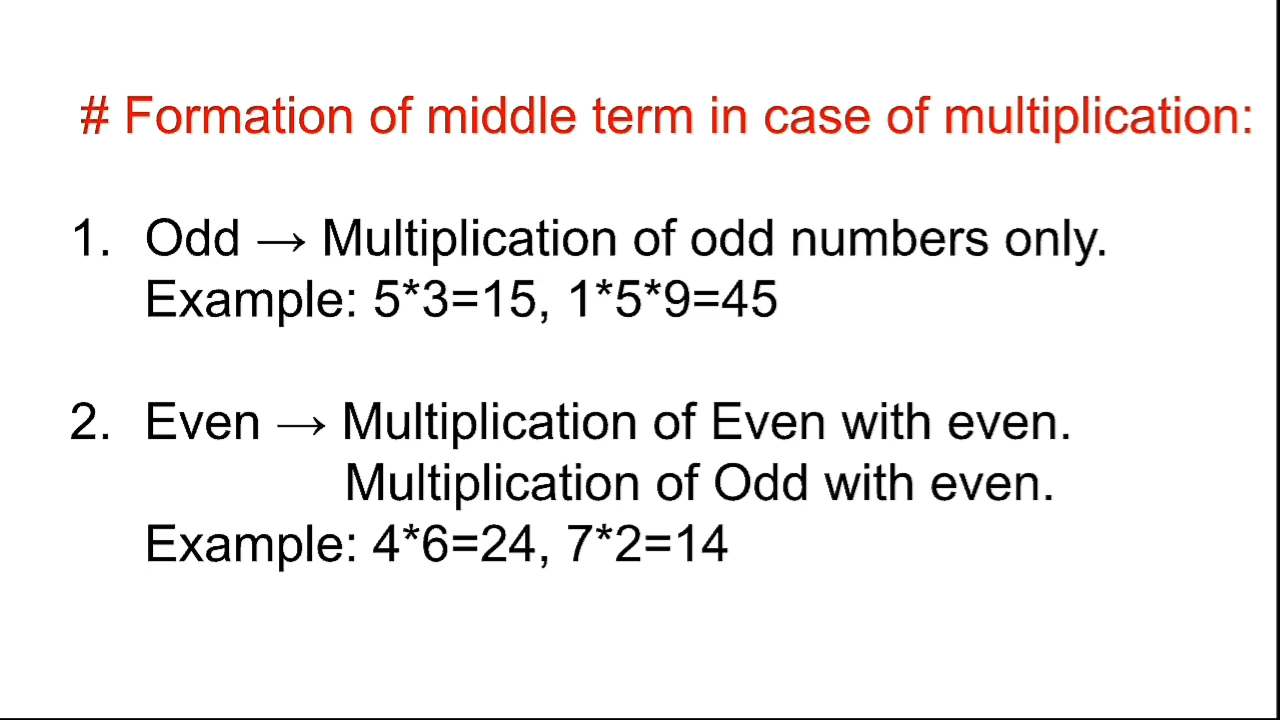 # Formation of middle term in case of multiplication:
1. Odd → Multiplication of odd numbers only.
Example: 5*3=15, 1*5*9=45
2. Even → Multiplication of Even with even.
Multiplication of Odd with even.
Example: 4*6=24, 7*2=14